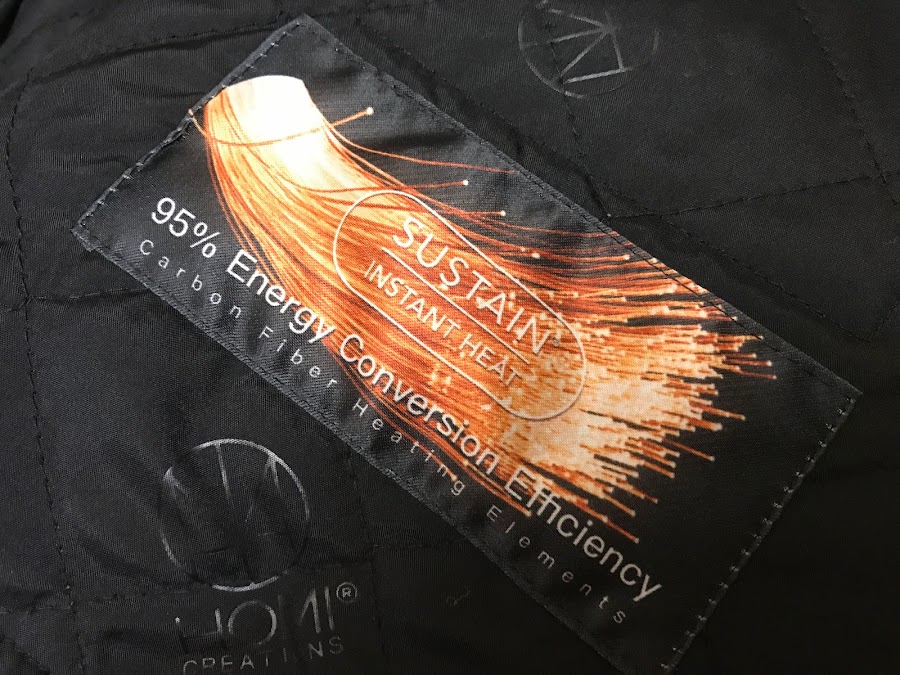 SUSTAIN
INSTANT HEAT
95% Energy Conversion Efficiency
Carbon Fiber Heating Elements
HOMI®
CREATIONS